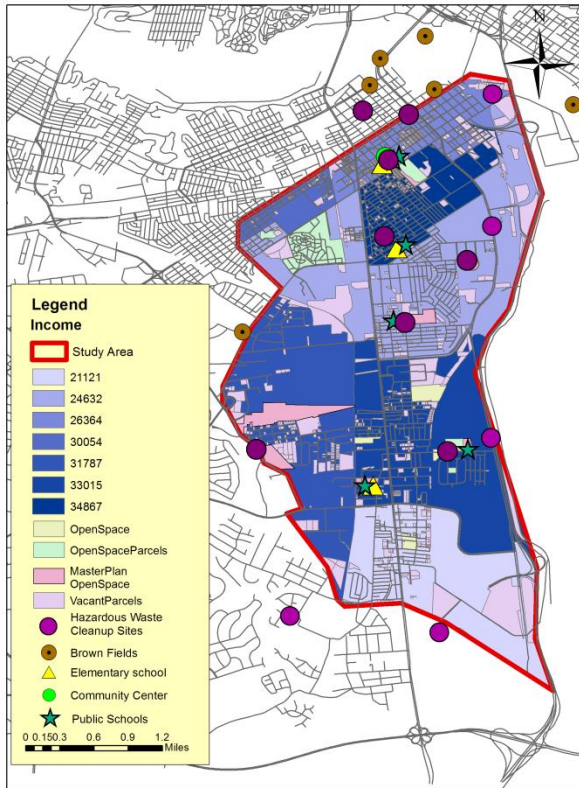 N
Legend
Income
Study Area
21121
24632
26364
30054
31787
33015
34867
OpenSpace
OpenSpaceParcels
MasterPlan
OpenSpace
VacantParcels
Hazardous Waste
Cleanup Sites
Brown Fields
Elementary school
Community Center
Public Schools
0 0.150.3 0.6 0.9 1.2
Miles